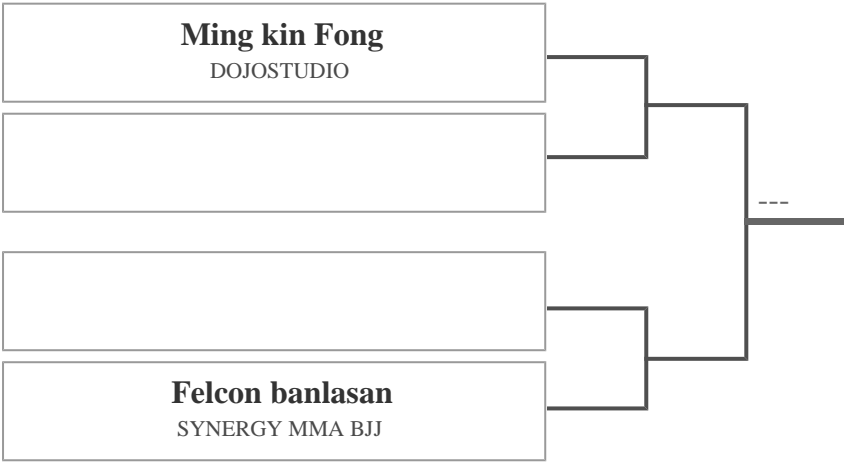 Ming kin Fong
DOJOSTUDIO
---
Felcon banlasan
SYNERGY MMA BJJ